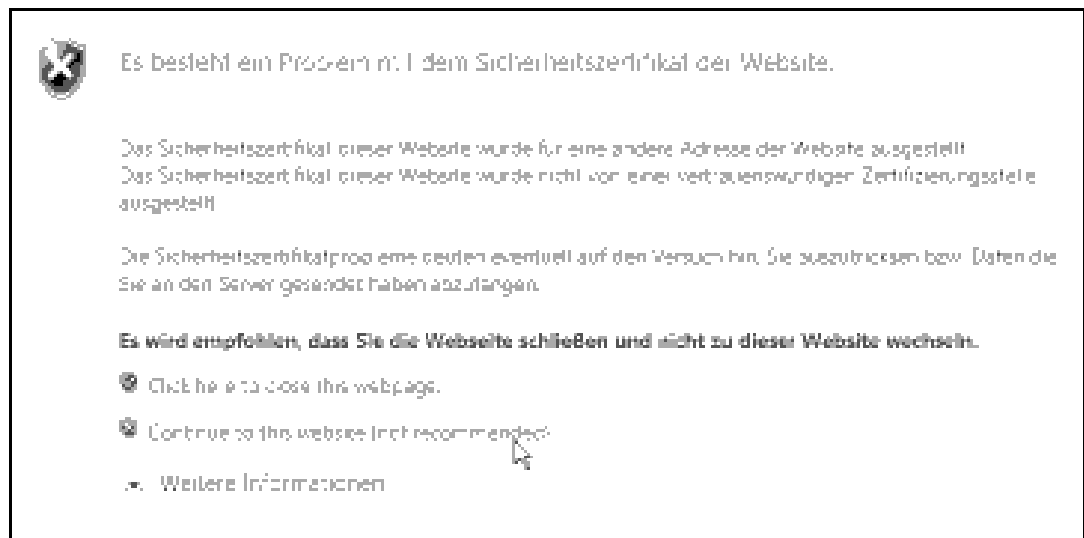 Es besteht ein Problem mit dem Sicherheitszertifikat der Website.
Das Sicherheitszertifikat dieser Website wurde für eine andere Adresse der Website ausgestellt.
Das Sicherheitszertifikat dieser Website wurde nicht von einer vertrauenswürdigen Zertifizierungsstelle
ausgestellt.
Die Sicherheitszertifikatprobleme deuten eventuell auf den Versuch hin, Sie auszutricksen bzw. Daten die
Sie an den Server gesendet haben abzufangen.
Es wird empfohlen, dass Sie die Webseite schließen und nicht zu dieser Website wechseln.
Click here to close this webpage.
Continue to this website (not recommended).
Weitere Informationen